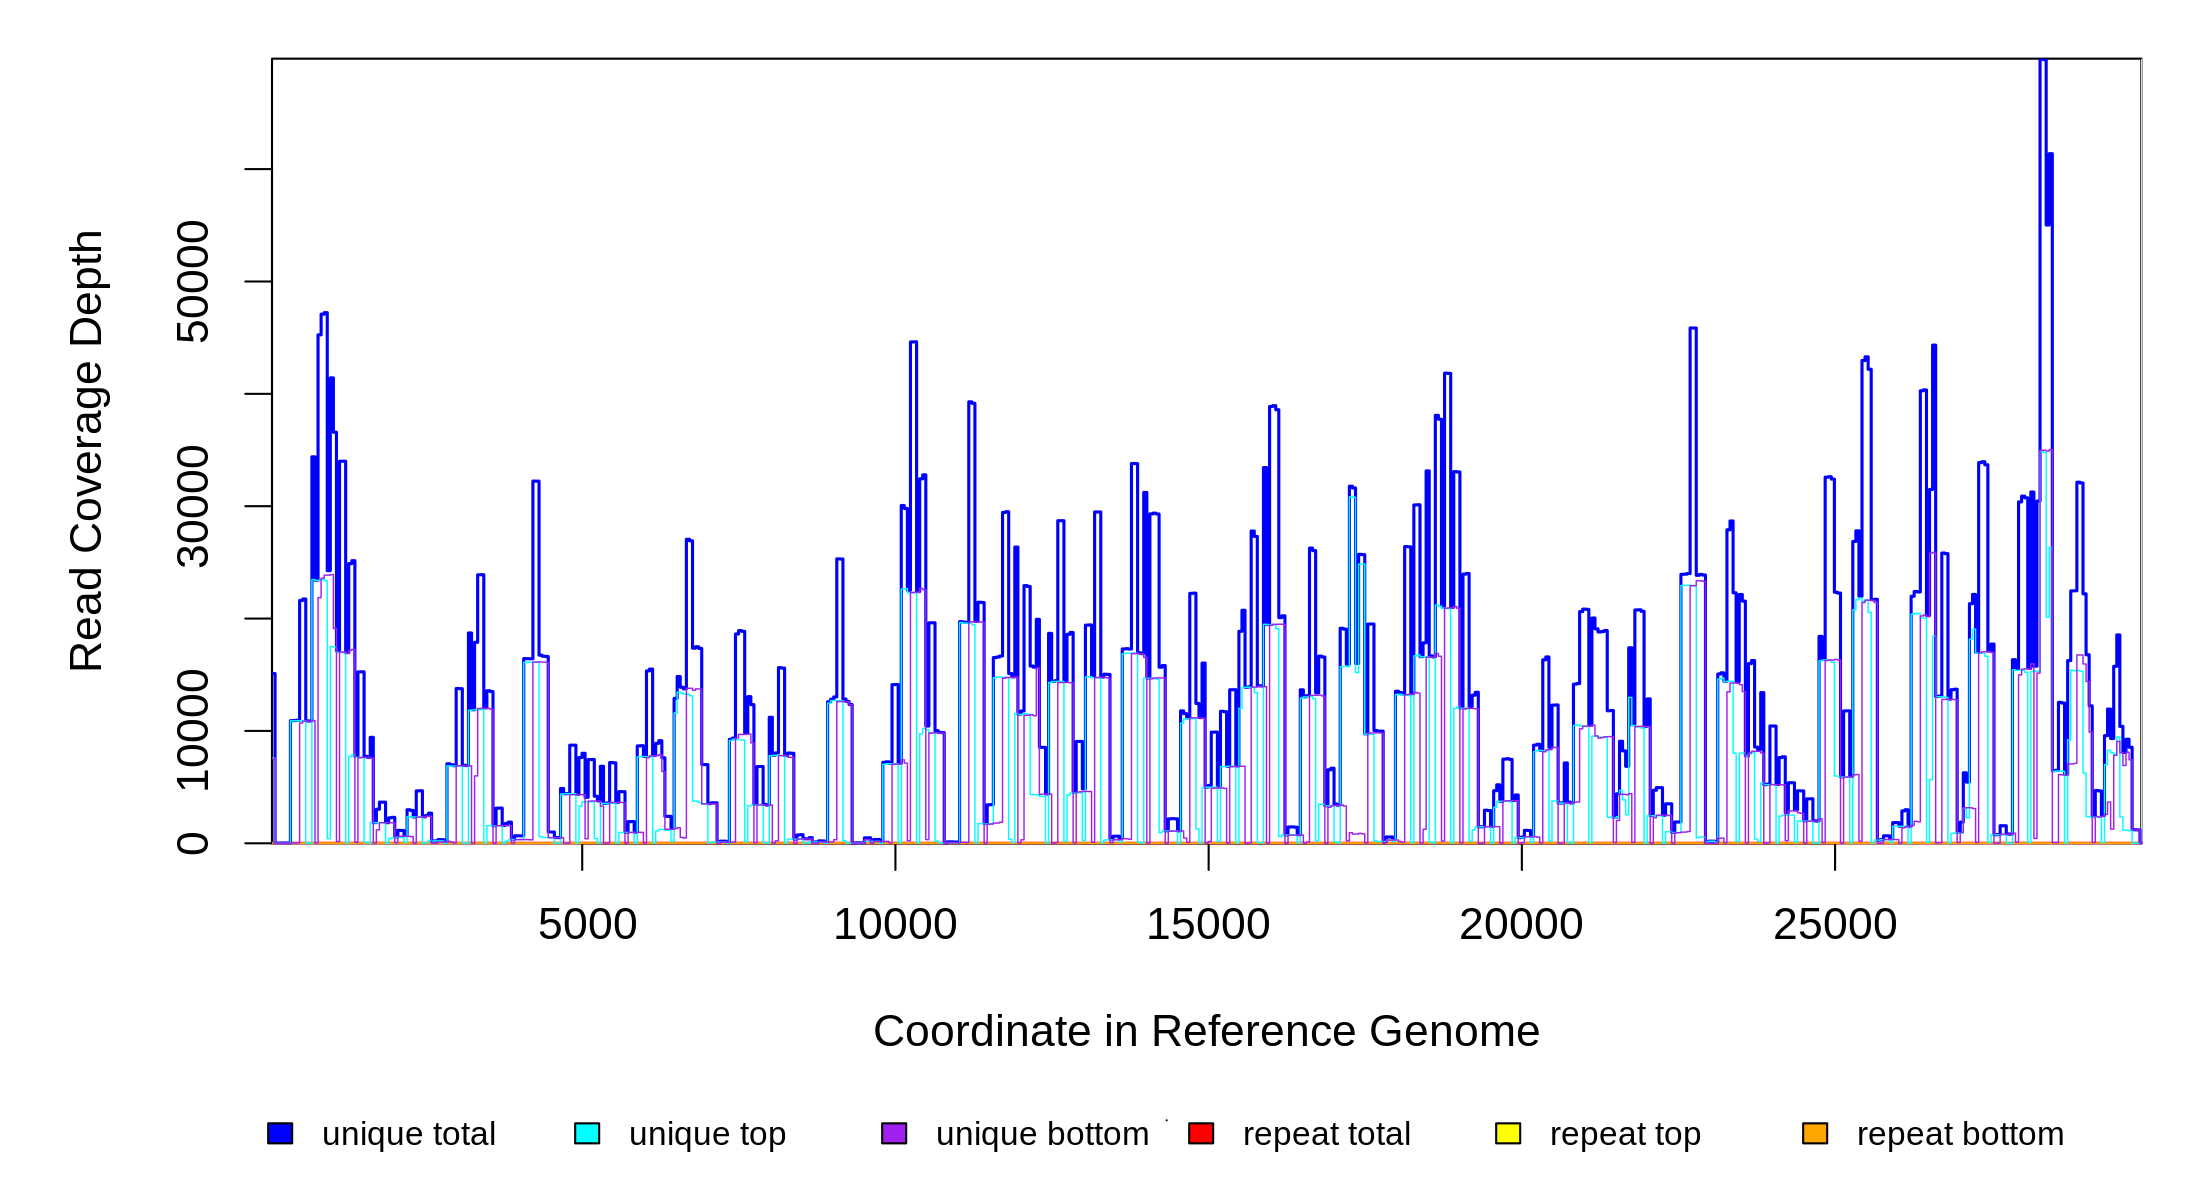 Read Coverage Depth
50000
30000
10000
0
5000 10000 15000 20000 25000
Coordinate in Reference Genome
unique total unique top unique bottom repeat total repeat top repeat bottom